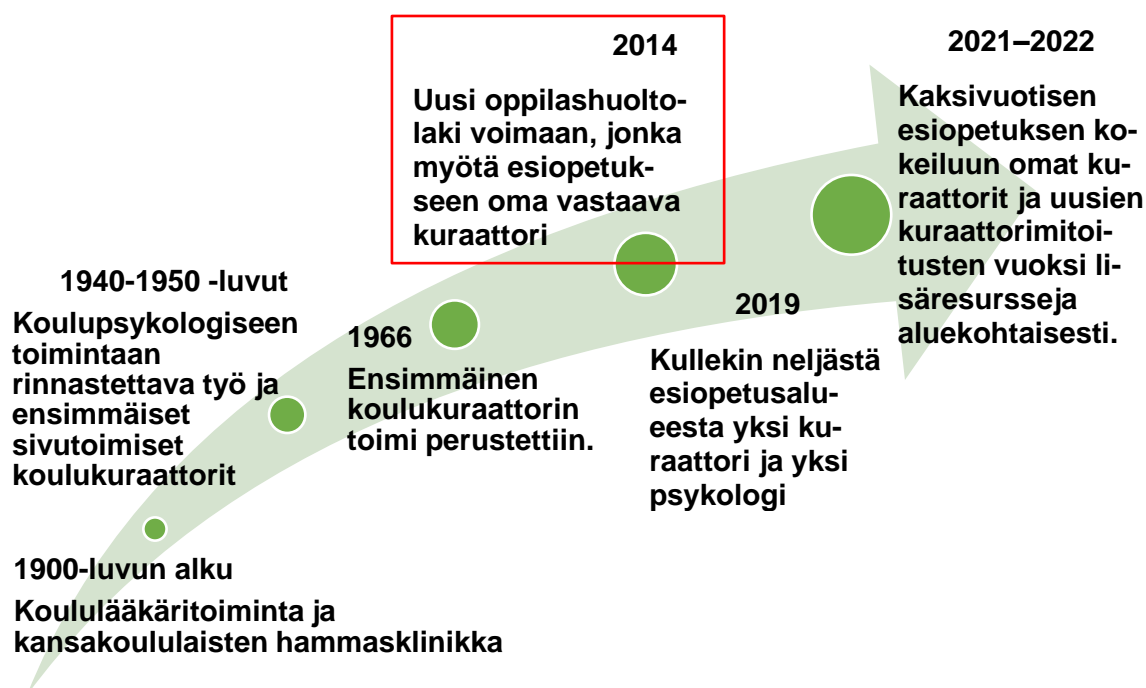 1900-luvun alku
Koululääkäritoiminta ja
kansakoululaisten hammasklinikka
1940-1950 -luvut
Koulupsykologiseen
toimintaan
rinnastettava työ ja
ensimmäiset
sivutoimiset
koulukuraattorit
1966
Ensimmäinen
koulukuraattorin
toimi perustettiin.
2014
Uusi oppilashuolto-
laki voimaan, jonka
myötä esiopetuk-
seen oma vastaava
kuraattori
2019
Kullekin neljästä
esiopetusalu-
eesta yksi ku-
raattori ja yksi
psykologi
2021–2022
Kaksivuotisen
esiopetuksen ko-
keiluun omat ku-
raattorit ja uusien
kuraattorimitoi-
tusten vuoksi li-
säresursseja
aluekohtaisesti.